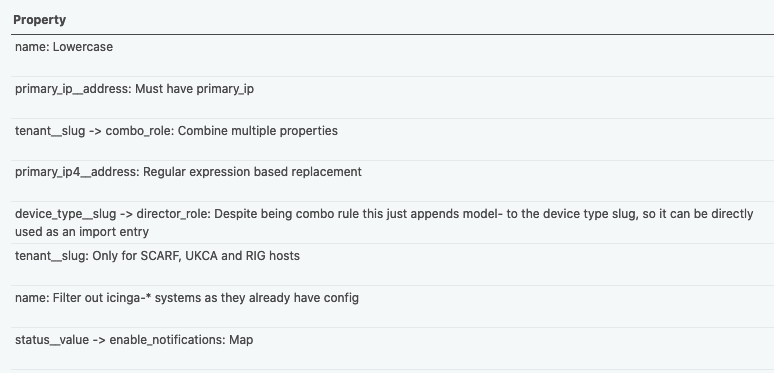 Property
name: Lowercase
primary_ip__address: Must have primary_ip
tenant__slug -> combo_role: Combine multiple properties
primary_ip4__address: Regular expression based replacement
device_type__slug -> director_role: Despite being combo rule this just appends model- to the device type slug, so it can be directly
used as an import entry
tenant__slug: Only for SCARF, UKCA and RIG hosts
name: Filter out icinga-* systems as they already have config
status__value -> enable_notifications: Map